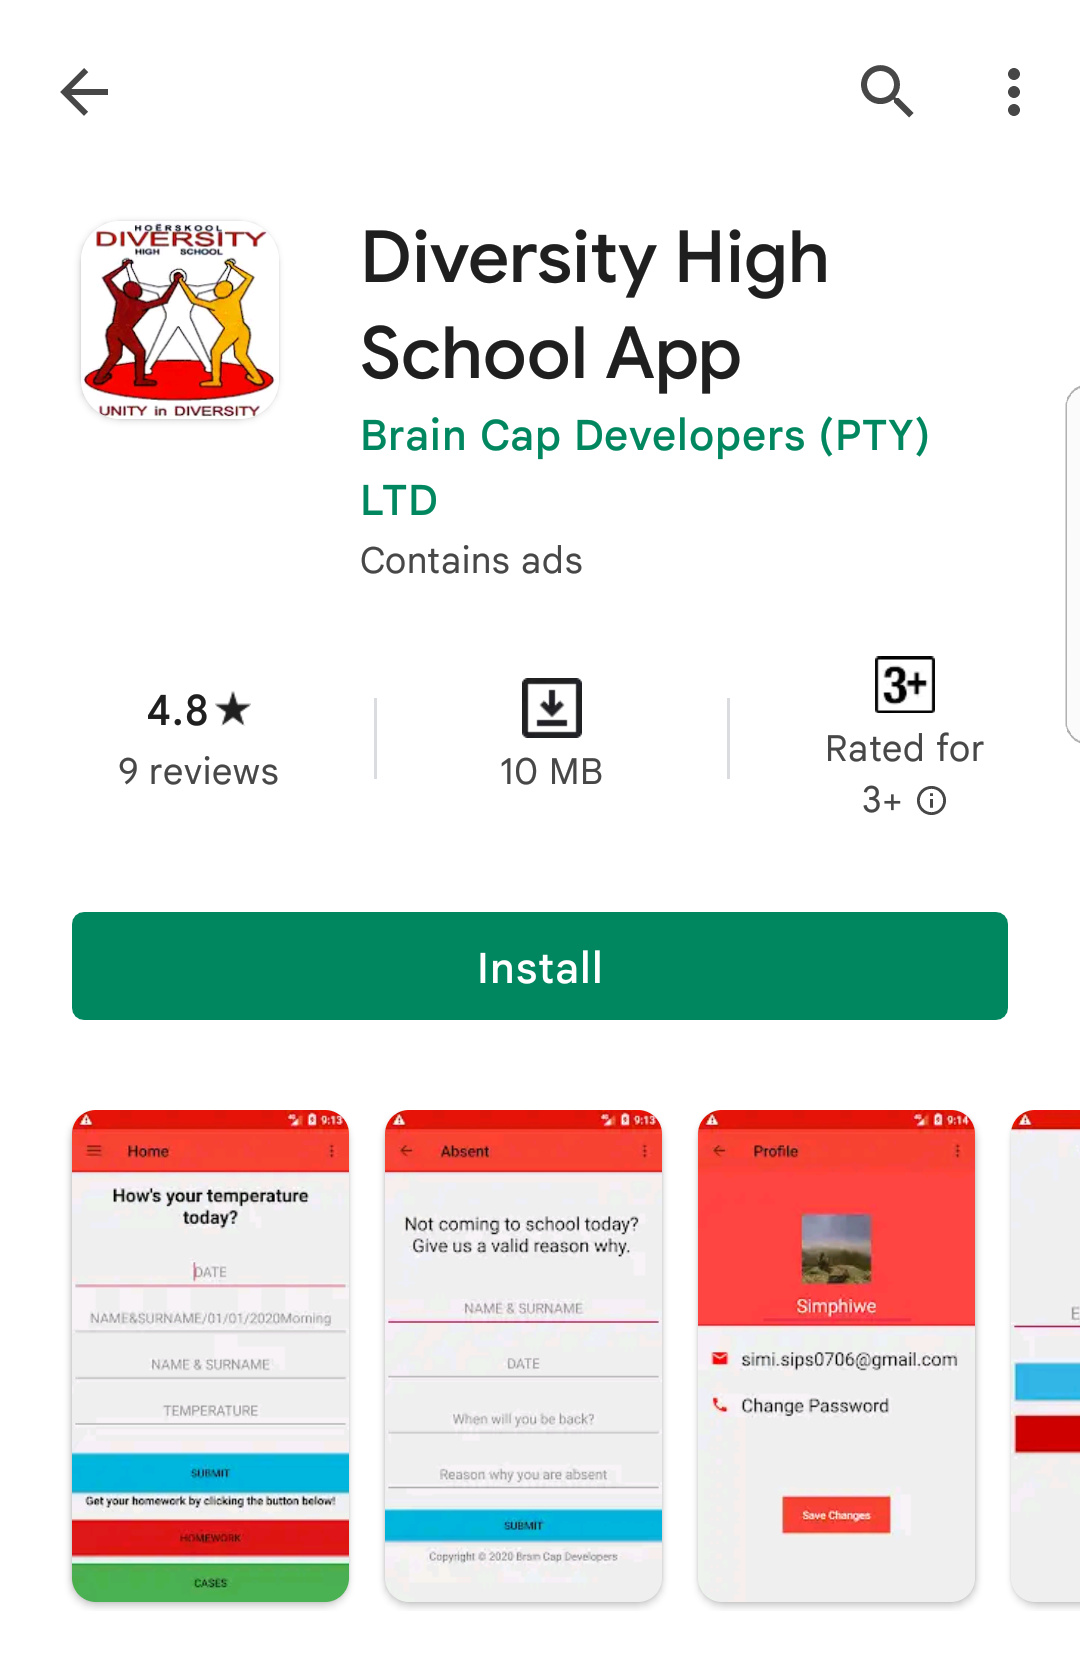 HOËRSKOOL
DIVERSITY
HIGH SCHOOL
UNITY in DIVERSITY
Diversity High
School App
Brain Cap Developers (PTY)
LTD
Contains ads
4.8★
9 reviews
10 MB
3+
Rated for
3+
Install
9:13
Home
How's your temperature
today?
DATE
NAME&SURNAME/01/01/2020Morning
NAME & SURNAME
TEMPERATURE
SUBMIT
Get your homework by clicking the button below!
HOMEWORK
CASES
9:13
Absent
Not coming to school today?
Give us a valid reason why.
NAME & SURNAME
DATE
When will you be back?
Reason why you are absent
SUBMIT
Copyright © 2020 Brain Cap Developers
9:14
Profile
Simphiwe
simi.sips0706@gmail.com
Change Password
Save Changes
E